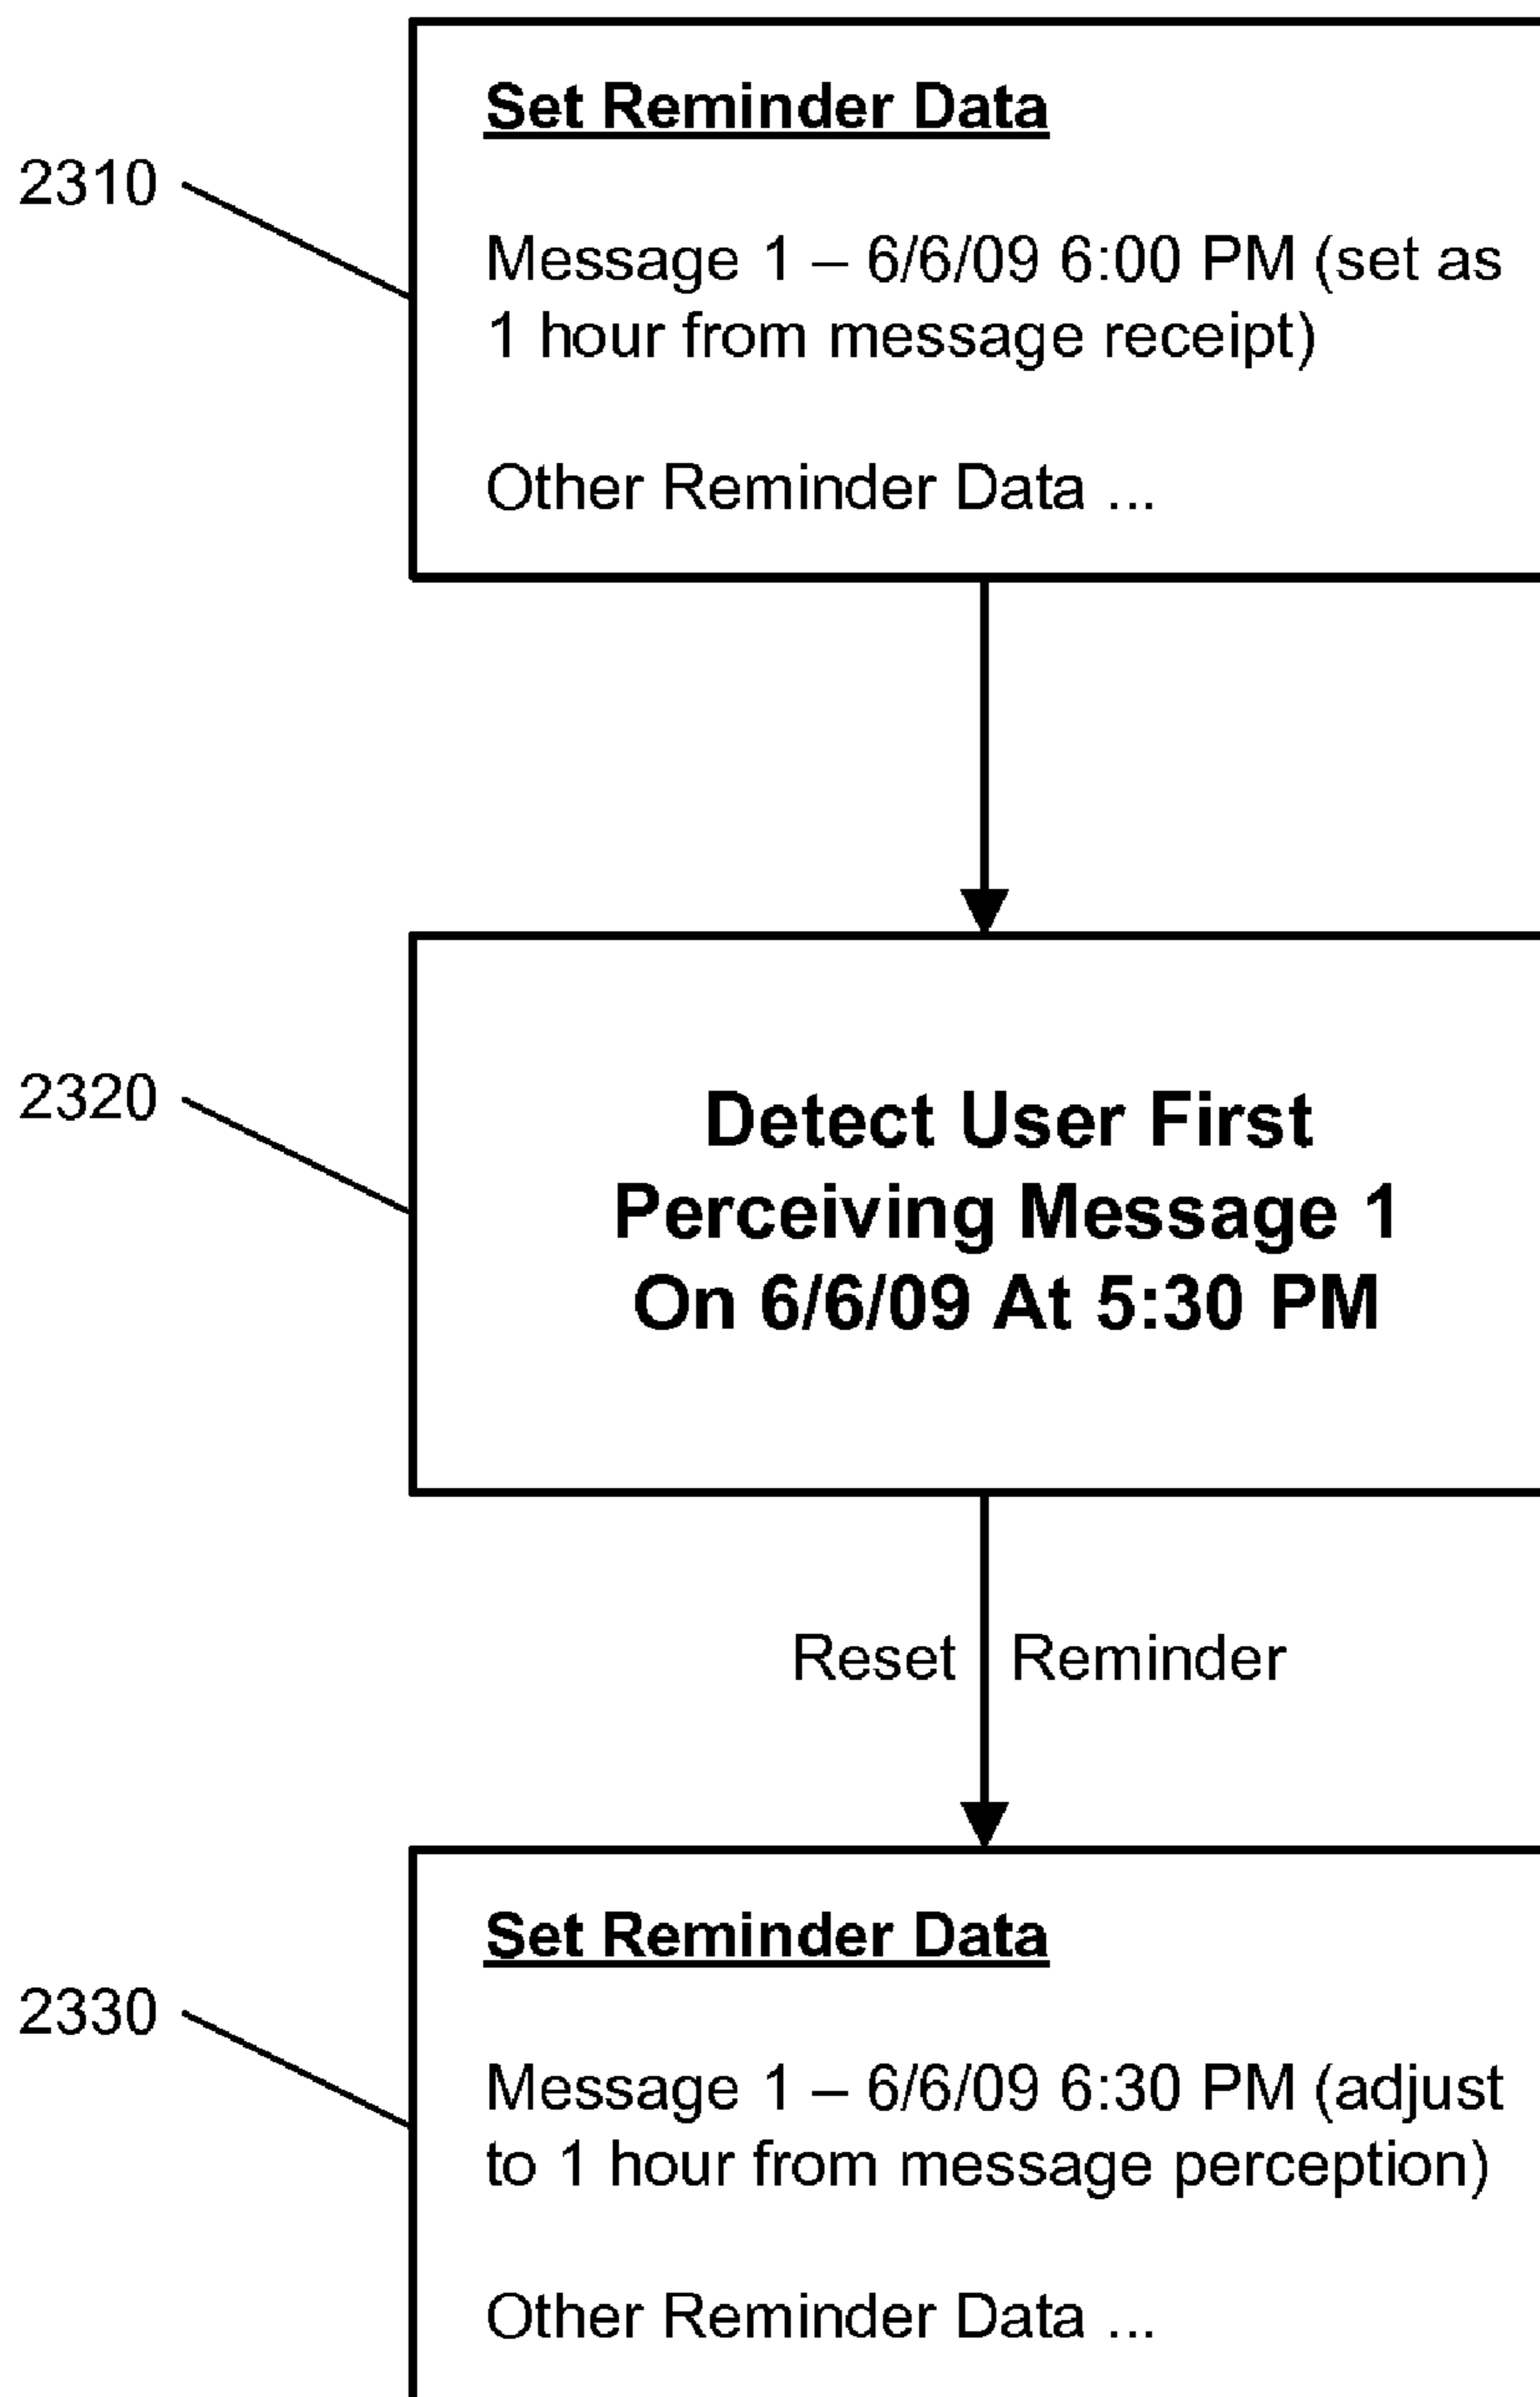 Set Reminder Data
2310
Message 1 – 6/6/09 6:00 PM (set as
1 hour from message receipt)
Other Reminder Data ...
2320
Detect User First
Perceiving Message 1
On 6/6/09 At 5:30 PM
Reset Reminder
Set Reminder Data
2330
Message 1 – 6/6/09 6:30 PM (adjust
to 1 hour from message perception)
Other Reminder Data ...